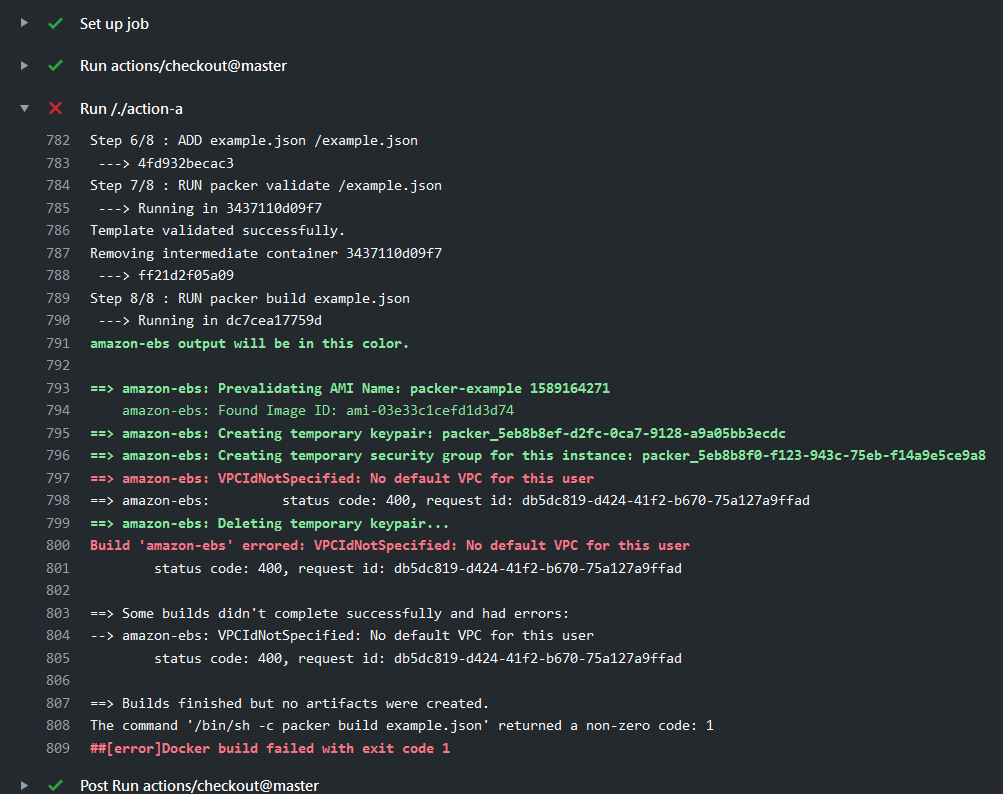 Set up job
Run actions/checkout@master
Run /./action-a
782 Step 6/8 : ADD example.json /example.json
783 ---> 4fd932becac3
784 Step 7/8 : RUN packer validate /example.json
785 ---> Running in 3437110d09f7
786 Template validated successfully.
787 Removing intermediate container 3437110d09f7
788 ---> ff21d2f05a09
789 Step 8/8 : RUN packer build example.json
790 ---> Running in dc7cea17759d
791 amazon-ebs output will be in this color.
792
793 ==> amazon-ebs: Prevalidating AMI Name: packer-example 1589164271
794 amazon-ebs: Found Image ID: ami-03e33c1cefd1d3d74
795 ==> amazon-ebs: Creating temporary keypair: packer_5eb8b8ef-d2fc-0ca7-9128-a9a05bb3ecdc
796 ==> amazon-ebs: Creating temporary security group for this instance: packer_5eb8b8f0-f123-943c-75eb-f14a9e5ce9a8
797 ==> amazon-ebs: VPCIdNotSpecified: No default VPC for this user
798 ==> amazon-ebs: status code: 400, request id: db5dc819-d424-41f2-b670-75a127a9ffad
799 ==> amazon-ebs: Deleting temporary keypair...
800 Build 'amazon-ebs' errored: VPCIdNotSpecified: No default VPC for this user
801 status code: 400, request id: db5dc819-d424-41f2-b670-75a127a9ffad
802
803 ==> Some builds didn't complete successfully and had errors:
804 --> amazon-ebs: VPCIdNotSpecified: No default VPC for this user
805 status code: 400, request id: db5dc819-d424-41f2-b670-75a127a9ffad
806
807 ==> Builds finished but no artifacts were created.
808 The command '/bin/sh -c packer build example.json' returned a non-zero code: 1
809 ##[error]Docker build failed with exit code 1
Post Run actions/checkout@master